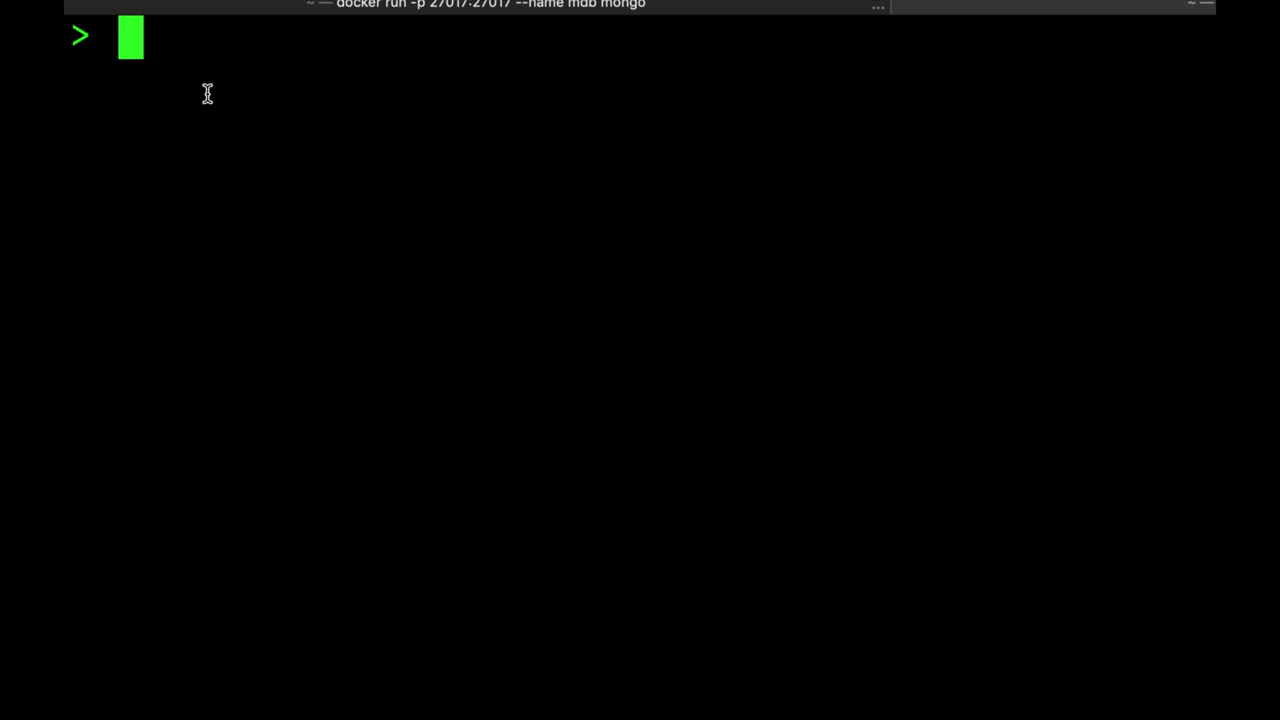 ~ — docker run -p 27017:27017 --name mdb mongo ... ~ —
>